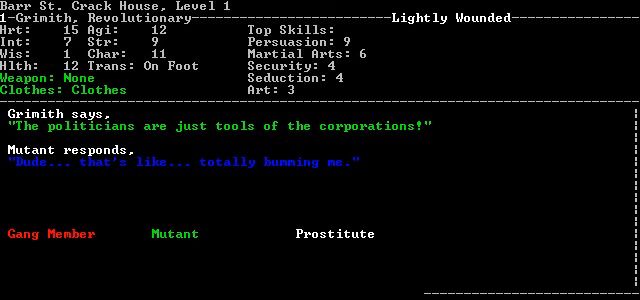 Barr St. Crack House, Level 1
1-Grimith, Revolutionary Lightly Wounded
Hrt: 15 Agi: 12 Top Skills:
Int: 7 Str: 9 Persuasion: 9
Wis: 1 Char: 11 Martial Arts: 6
Hlth: 12 Trans: On Foot Security: 4
Weapon: None Seduction: 4
Clothes: Clothes Art: 3
Grimith says,
"The politicians are just tools of the corporations!"
Mutant responds,
"Dude... that's like... totally bumming me."
Gang Member Mutant Prostitute